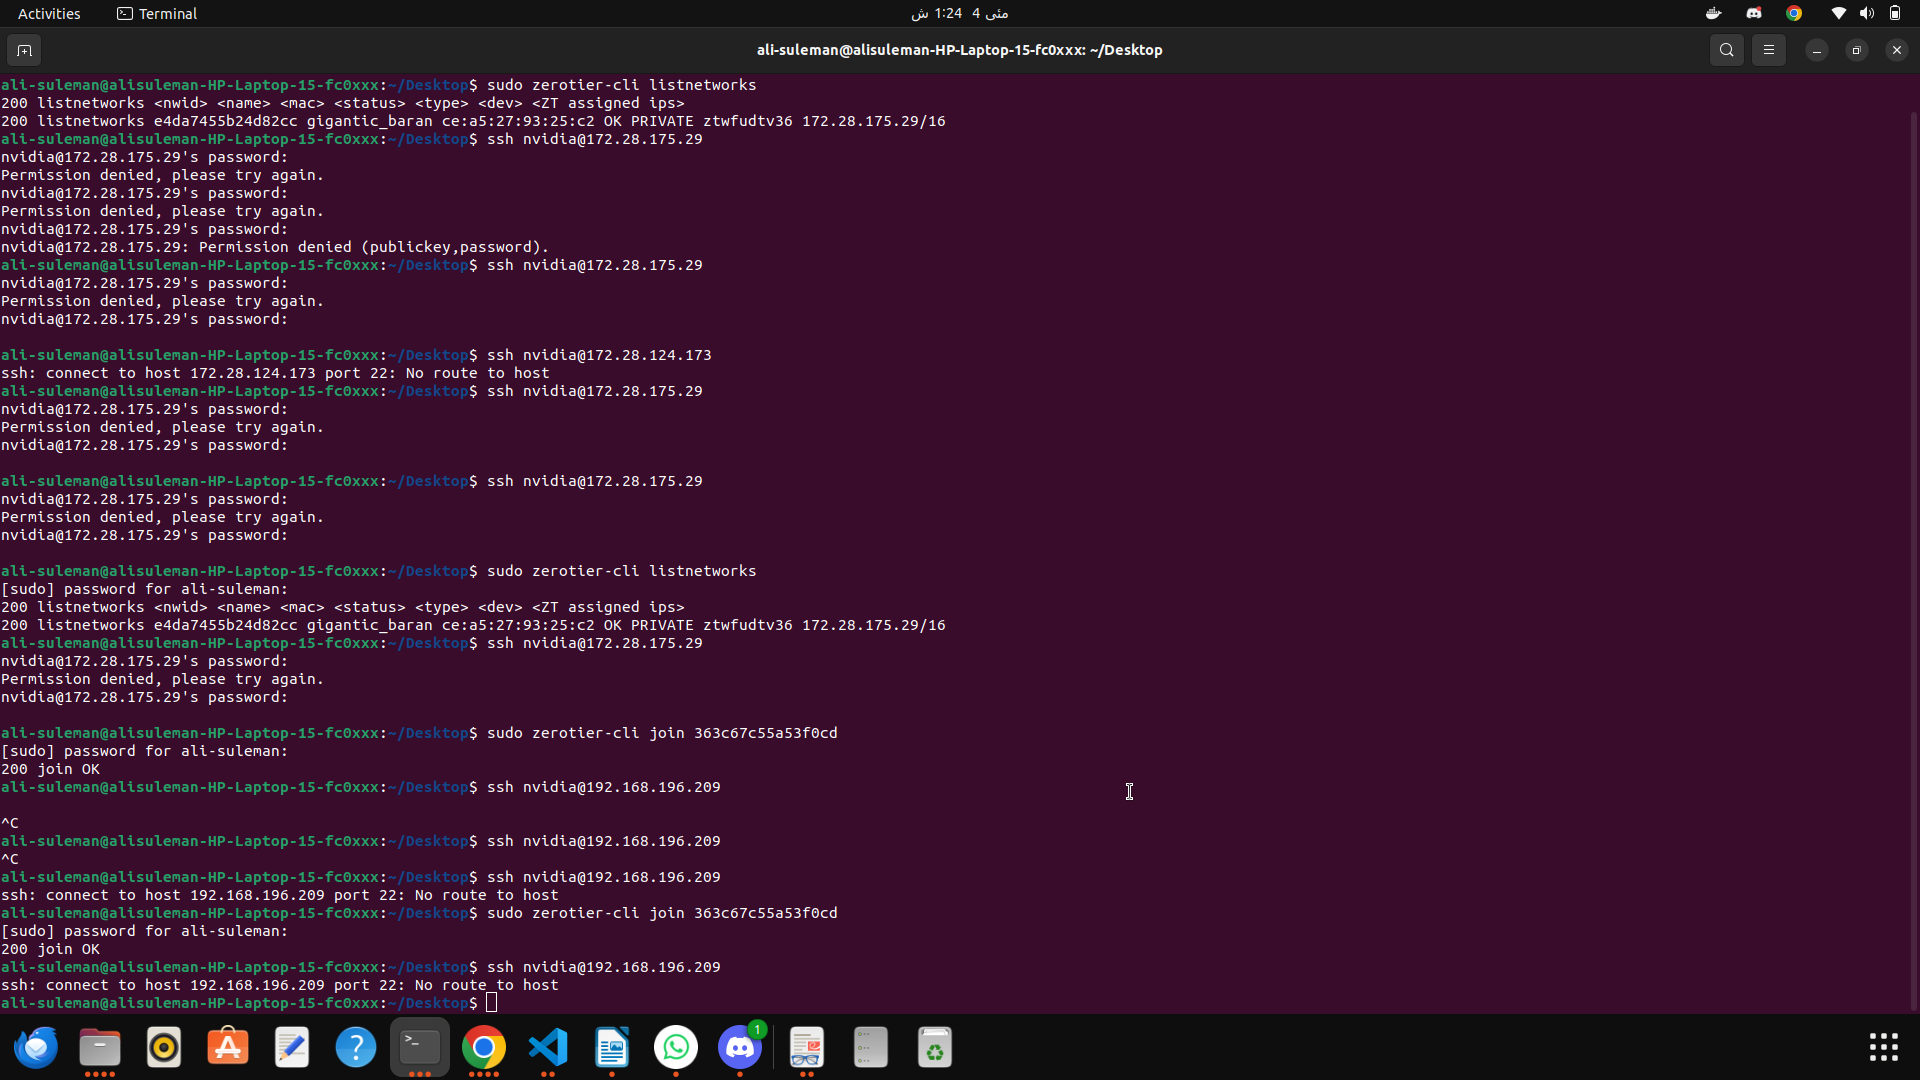 Activities
Terminal
مئی 4 1:24 ش
ali-suleman@alisuleman-HP-Laptop-15-fc0xxx: ~/Desktop
ali-suleman@alisuleman-HP-Laptop-15-fc0xxx:~/Desktop$ sudo zerotier-cli listnetworks
200 listnetworks <nwid> <name> <mac> <status> <type> <dev> <ZT assigned ips>
200 listnetworks e4da7455b24d82cc gigantic_baran ce:a5:27:93:25:c2 OK PRIVATE ztwfudtv36 172.28.175.29/16
ali-suleman@alisuleman-HP-Laptop-15-fc0xxx:~/Desktop$ ssh nvidia@172.28.175.29
nvidia@172.28.175.29's password:
Permission denied, please try again.
nvidia@172.28.175.29's password:
Permission denied, please try again.
nvidia@172.28.175.29's password:
nvidia@172.28.175.29: Permission denied (publickey,password).
ali-suleman@alisuleman-HP-Laptop-15-fc0xxx:~/Desktop$ ssh nvidia@172.28.175.29
nvidia@172.28.175.29's password:
Permission denied, please try again.
nvidia@172.28.175.29's password:
ali-suleman@alisuleman-HP-Laptop-15-fc0xxx:~/Desktop$ ssh nvidia@172.28.124.173
ssh: connect to host 172.28.124.173 port 22: No route to host
ali-suleman@alisuleman-HP-Laptop-15-fc0xxx:~/Desktop$ ssh nvidia@172.28.175.29
nvidia@172.28.175.29's password:
Permission denied, please try again.
nvidia@172.28.175.29's password:
ali-suleman@alisuleman-HP-Laptop-15-fc0xxx:~/Desktop$ ssh nvidia@172.28.175.29
nvidia@172.28.175.29's password:
Permission denied, please try again.
nvidia@172.28.175.29's password:
ali-suleman@alisuleman-HP-Laptop-15-fc0xxx:~/Desktop$ sudo zerotier-cli listnetworks
[sudo] password for ali-suleman:
200 listnetworks <nwid> <name> <mac> <status> <type> <dev> <ZT assigned ips>
200 listnetworks e4da7455b24d82cc gigantic_baran ce:a5:27:93:25:c2 OK PRIVATE ztwfudtv36 172.28.175.29/16
ali-suleman@alisuleman-HP-Laptop-15-fc0xxx:~/Desktop$ ssh nvidia@172.28.175.29
nvidia@172.28.175.29's password:
Permission denied, please try again.
nvidia@172.28.175.29's password:
ali-suleman@alisuleman-HP-Laptop-15-fc0xxx:~/Desktop$ sudo zerotier-cli join 363c67c55a53f0cd
[sudo] password for ali-suleman:
200 join OK
ali-suleman@alisuleman-HP-Laptop-15-fc0xxx:~/Desktop$ ssh nvidia@192.168.196.209
^C
ali-suleman@alisuleman-HP-Laptop-15-fc0xxx:~/Desktop$ ssh nvidia@192.168.196.209
^C
ali-suleman@alisuleman-HP-Laptop-15-fc0xxx:~/Desktop$ ssh nvidia@192.168.196.209
ssh: connect to host 192.168.196.209 port 22: No route to host
ali-suleman@alisuleman-HP-Laptop-15-fc0xxx:~/Desktop$ sudo zerotier-cli join 363c67c55a53f0cd
[sudo] password for ali-suleman:
200 join OK
ali-suleman@alisuleman-HP-Laptop-15-fc0xxx:~/Desktop$ ssh nvidia@192.168.196.209
ssh: connect to host 192.168.196.209 port 22: No route to host
ali-suleman@alisuleman-HP-Laptop-15-fc0xxx:~/Desktop$
1